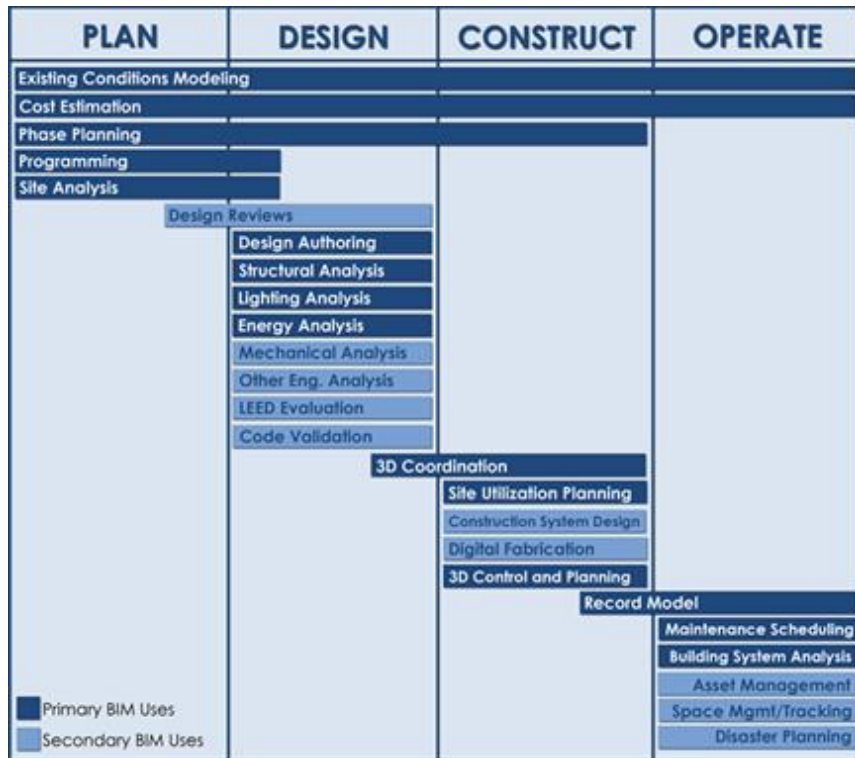 PLAN DESIGN CONSTRUCT OPERATE
Existing Conditions Modeling
Cost Estimation
Phase Planning
Programming
Site Analysis
Design Reviews
Design Authoring
Structural Analysis
Lighting Analysis
Energy Analysis
Mechanical Analysis
Other Eng. Analysis
LEED Evaluation
Code Validation
3D Coordination
Site Utilization Planning
Construction System Design
Digital Fabrication
3D Control and Planning
Record Model
Maintenance Scheduling
Building System Analysis
Asset Management
Space Mgmt/Tracking
Disaster Planning
Primary BIM Uses
Secondary BIM Uses